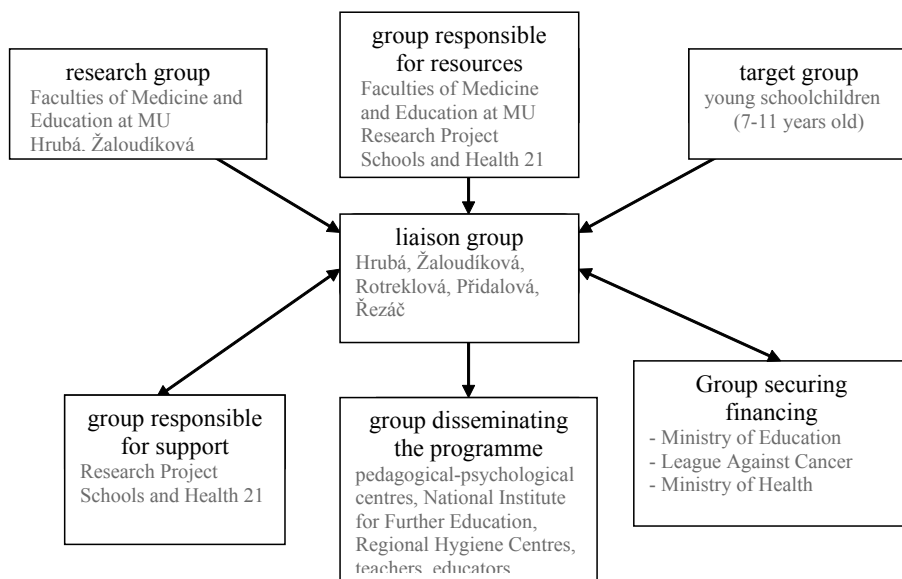 research group
Faculties of Medicine and
Education at MU
Hrubá. Žaloudíková
group responsible
for resources
Faculties of Medicine
and Education at MU
Research Project
Schools and Health 21
target group
young schoolchildren
(7-11 years old)
liaison group
Hrubá, Žaloudíková,
Rotreklová, Přidalová,
Řezáč
group responsible
for support
Research Project
Schools and Health 21
group disseminating
the programme
pedagogical-psychological
centres, National Institute
for Further Education,
Regional Hygiene Centres,
teachers, educators
Group securing
financing
- Ministry of Education
- League Against Cancer
- Ministry of Health